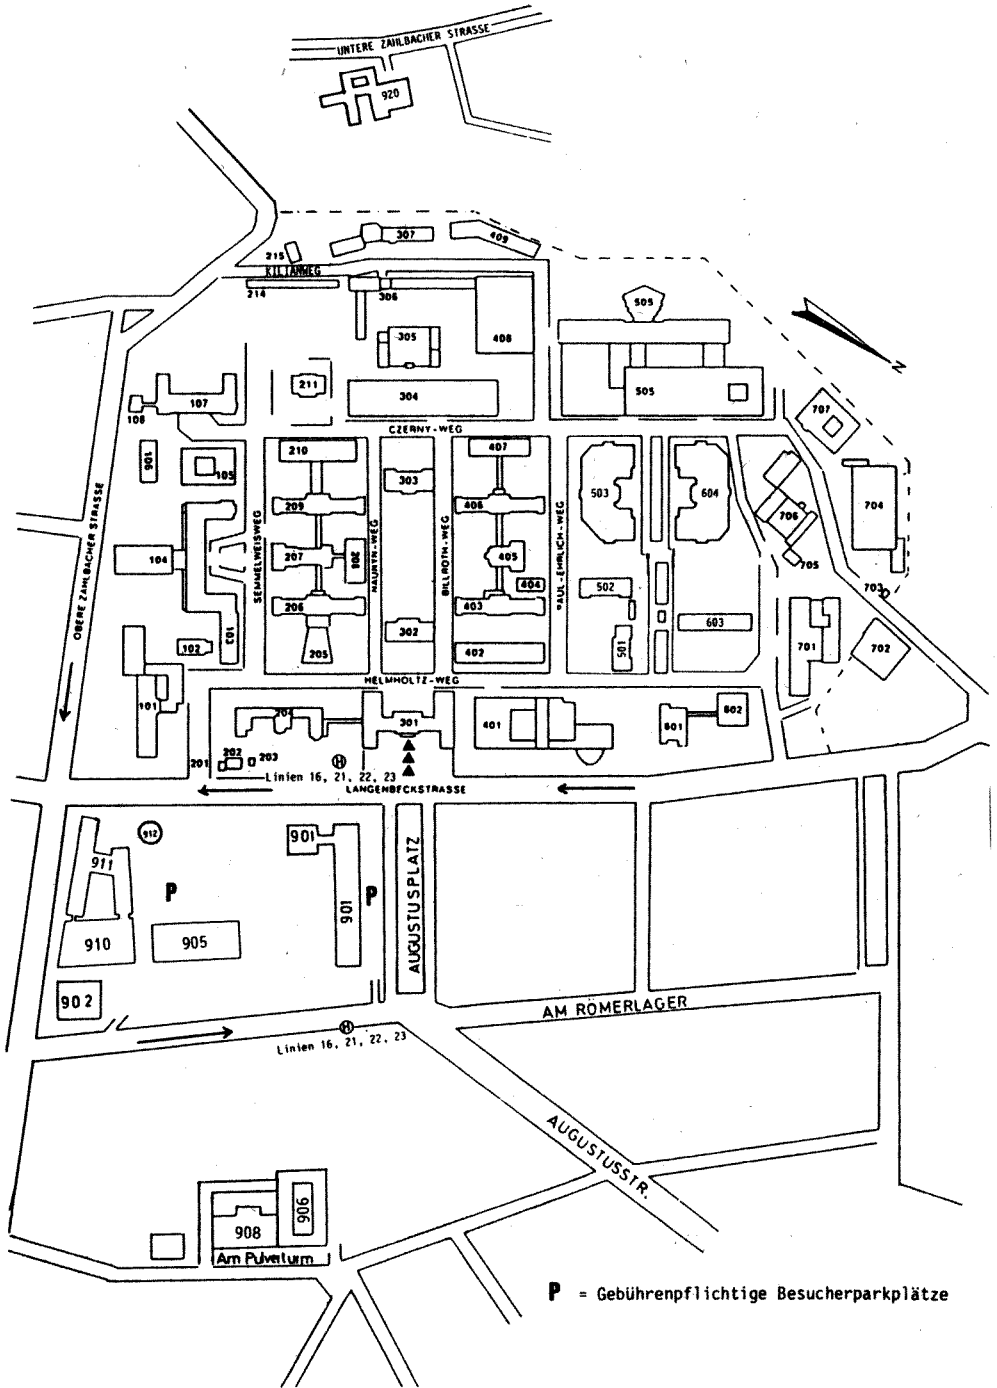 UNTERE ZAHLBACHER STRASSE
920
307
409
215
KILIANWEG
214
306
505
305
408
211
304
505
107
108
707
CZERNY-WEG
210
407
106
105
303
503
604
704
209
406
706
OBERE ZAHLBACHER STRASSE
SEMMELWEISWEG
NAUNYN-WEG
BILLROTH-WEG
PAUL-EHRLICH-WEG
104
207
208
405
705
404
502
703
206
403
103
302
603
102
205
402
501
701
702
HELMHOLTZ-WEG
101
204
301
401
601
602
201
202
203
H
Linien 16, 21, 22, 23
LANGENBECKSTRASSE
912
901
911
P
901
P
AUGUSTUSPLATZ
910
905
902
AM RÖMERLAGER
H
Linien 16, 21, 22, 23
AUGUSTUSSTR.
906
908
Am Pulverturm
N
P = Gebührenpflichtige Besucherparkplätze